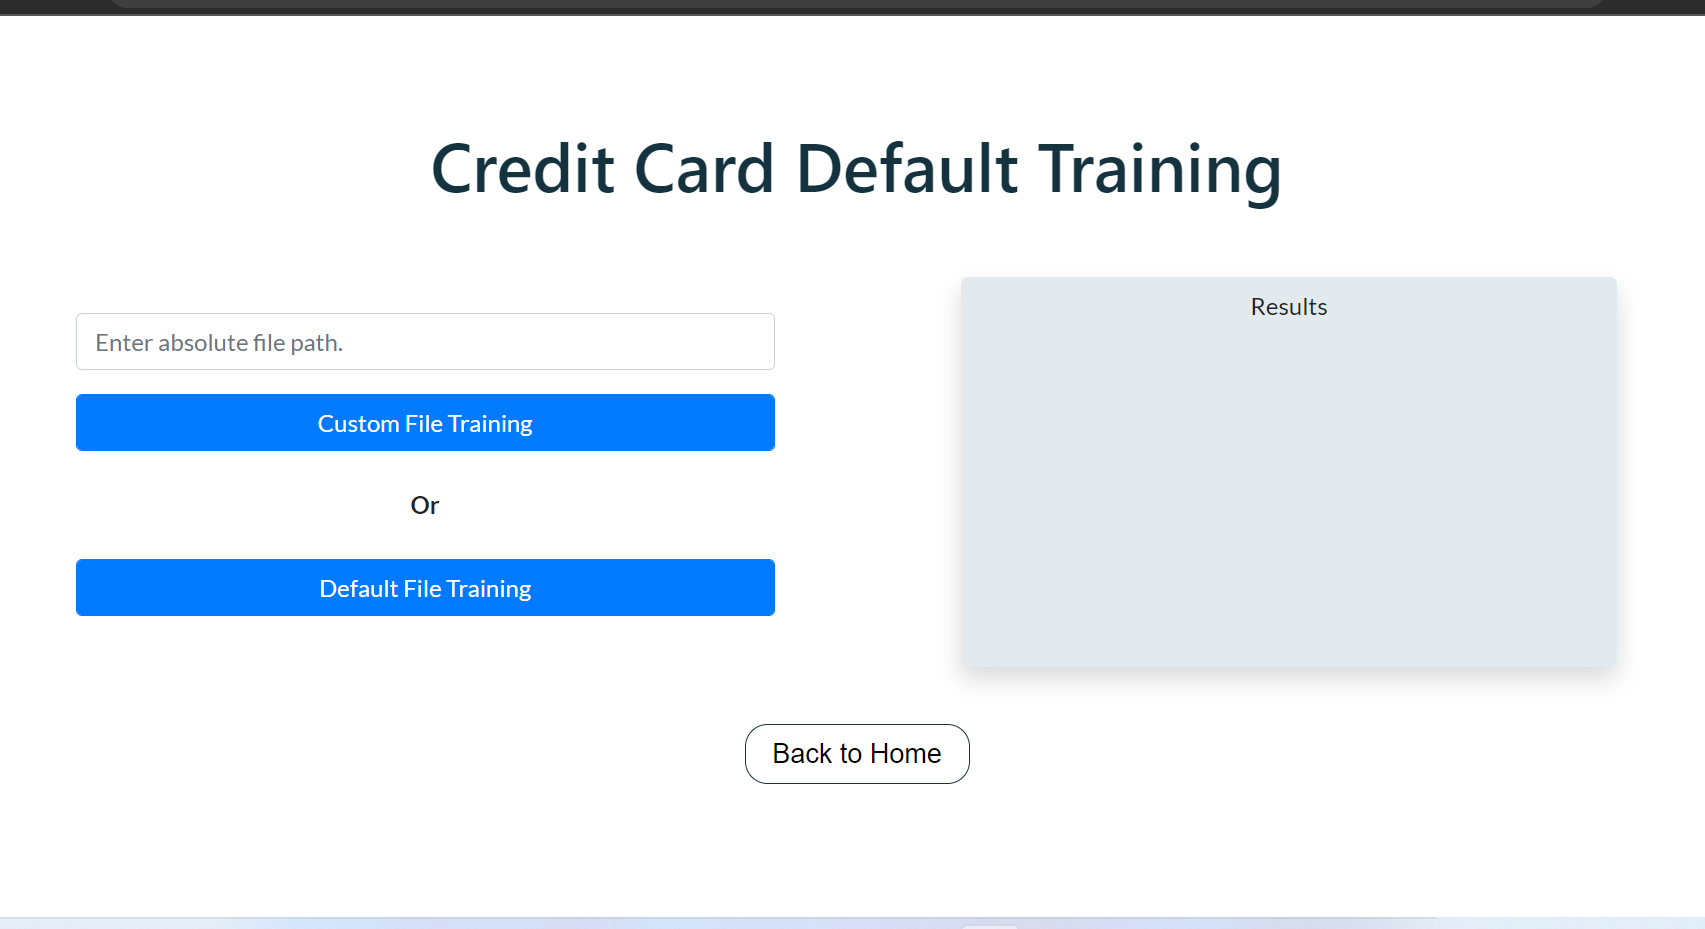 Credit Card Default Training
Enter absolute file path.
Custom File Training
Or
Default File Training
Results
Back to Home